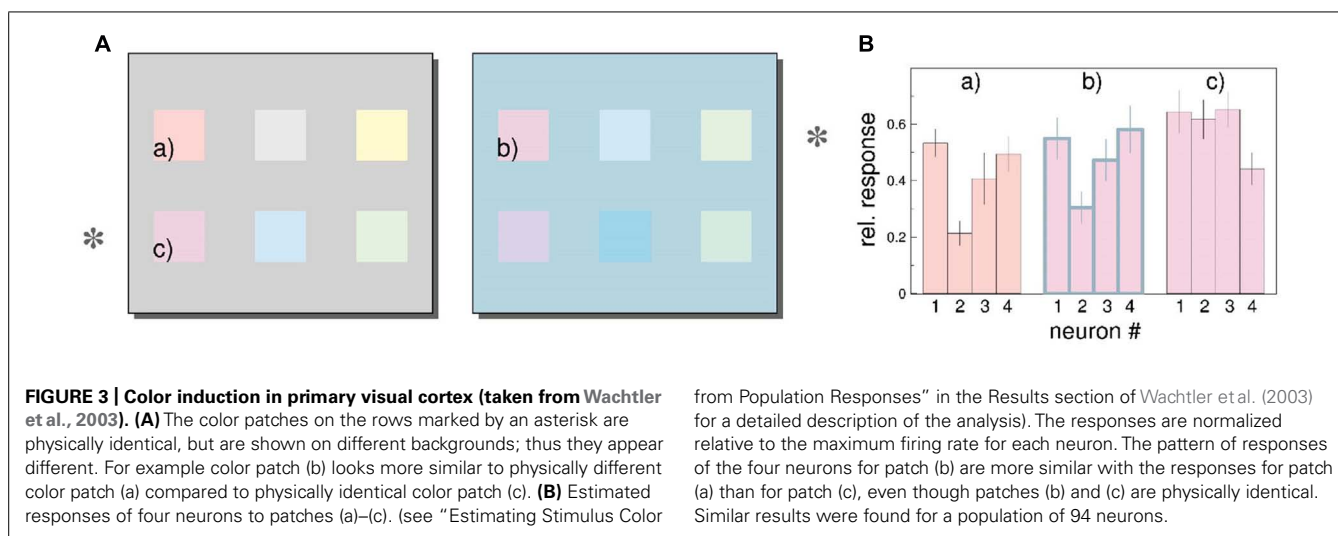 A
B
a)
b)
c)
a)
b)
c)
*
*
rel. response
0.6
0.4
0.2
0
1 2 3 4 1 2 3 4 1 2 3 4
neuron #
FIGURE 3 | Color induction in primary visual cortex (taken from Wachtler
et al., 2003). (A) The color patches on the rows marked by an asterisk are
physically identical, but are shown on different backgrounds; thus they appear
different. For example color patch (b) looks more similar to physically different
color patch (a) compared to physically identical color patch (c). (B) Estimated
responses of four neurons to patches (a)–(c). (see “Estimating Stimulus Color
from Population Responses” in the Results section of Wachtler et al. (2003)
for a detailed description of the analysis). The responses are normalized
relative to the maximum firing rate for each neuron. The pattern of responses
of the four neurons for patch (b) are more similar with the responses for patch
(a) than for patch (c), even though patches (b) and (c) are physically identical.
Similar results were found for a population of 94 neurons.